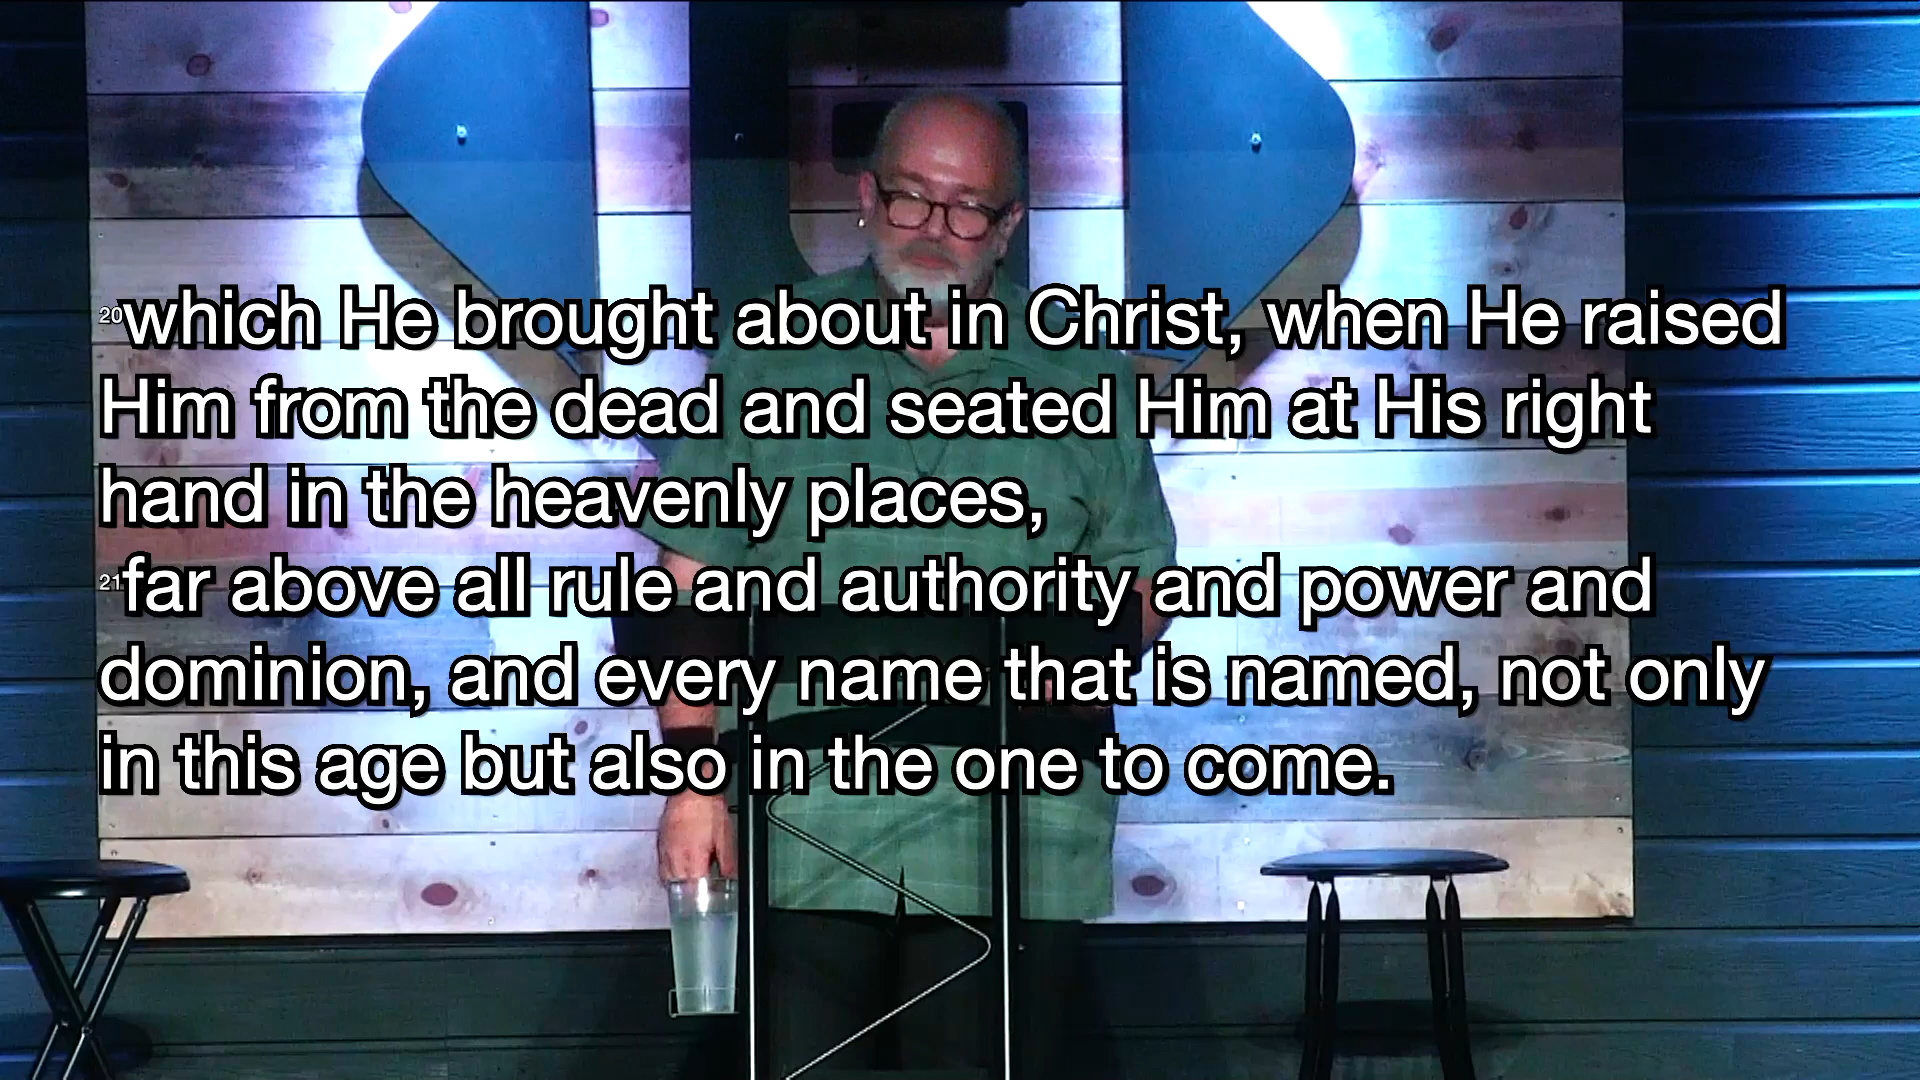 20which He brought about in Christ, when He raised
Him from the dead and seated Him at His right
hand in the heavenly places,
21far above all rule and authority and power and
dominion, and every name that is named, not only
in this age but also in the one to come.